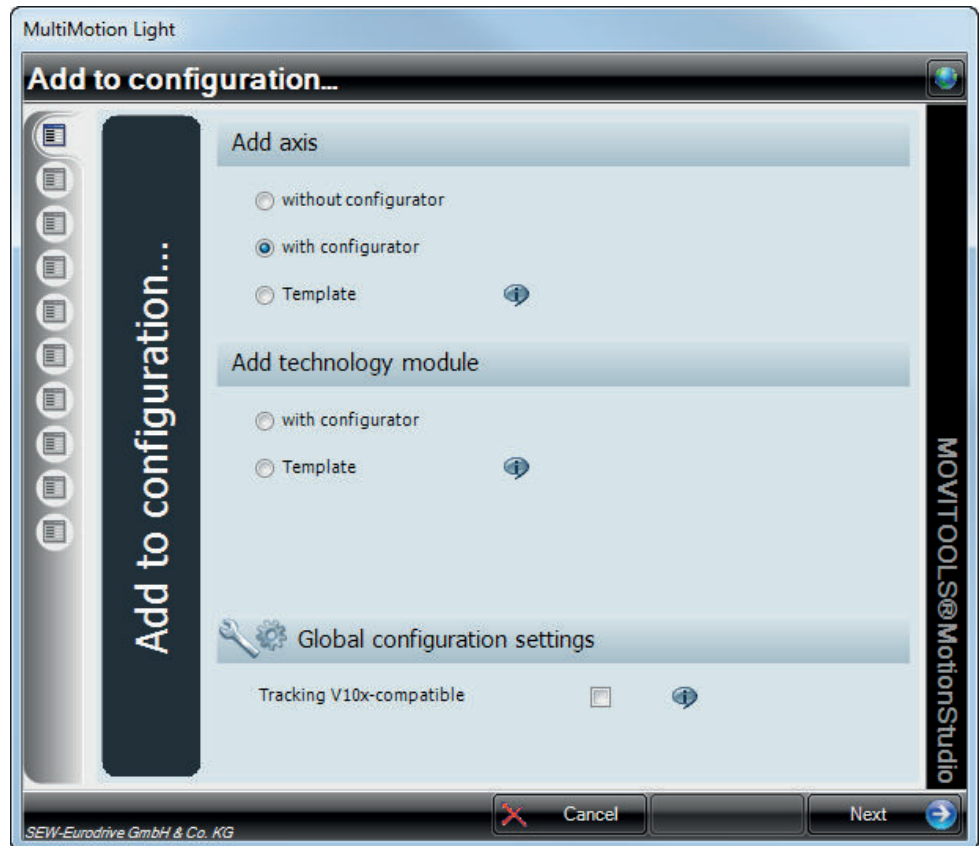 MultiMotion Light
Add to configuration...
Add to configuration...
Add axis
without configurator
with configurator
Template
Add technology module
with configurator
Template
Global configuration settings
Tracking V10x-compatible
MOVITOOLS®MotionStudio
Cancel
Next
SEW-Eurodrive GmbH & Co. KG